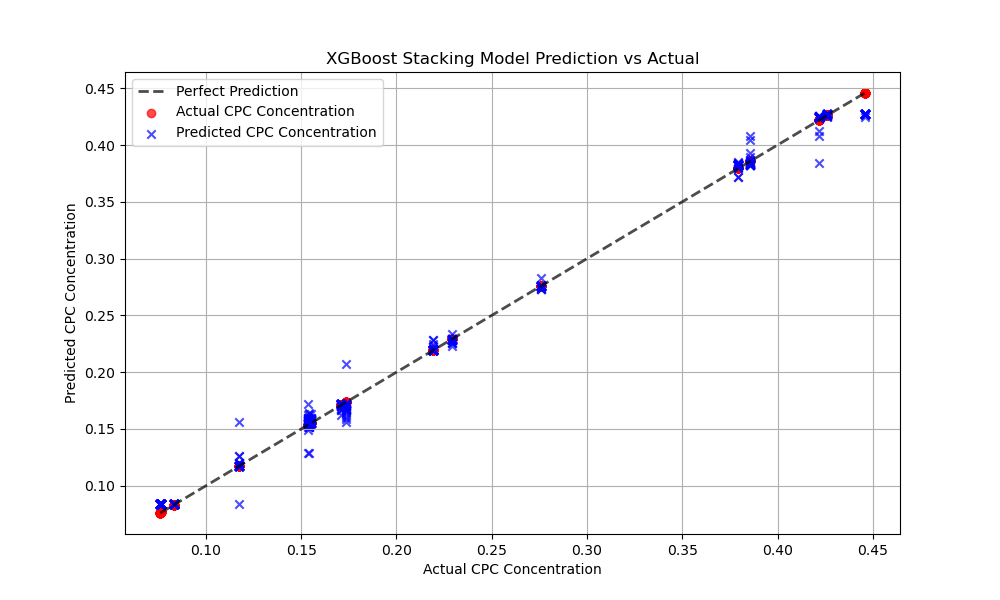 XGBoost Stacking Model Prediction vs Actual
Perfect Prediction
Actual CPC Concentration
Predicted CPC Concentration
0.45
0.40
0.35
0.30
0.25
0.20
0.15
0.10
Predicted CPC Concentration
0.10 0.15 0.20 0.25 0.30 0.35 0.40 0.45
Actual CPC Concentration